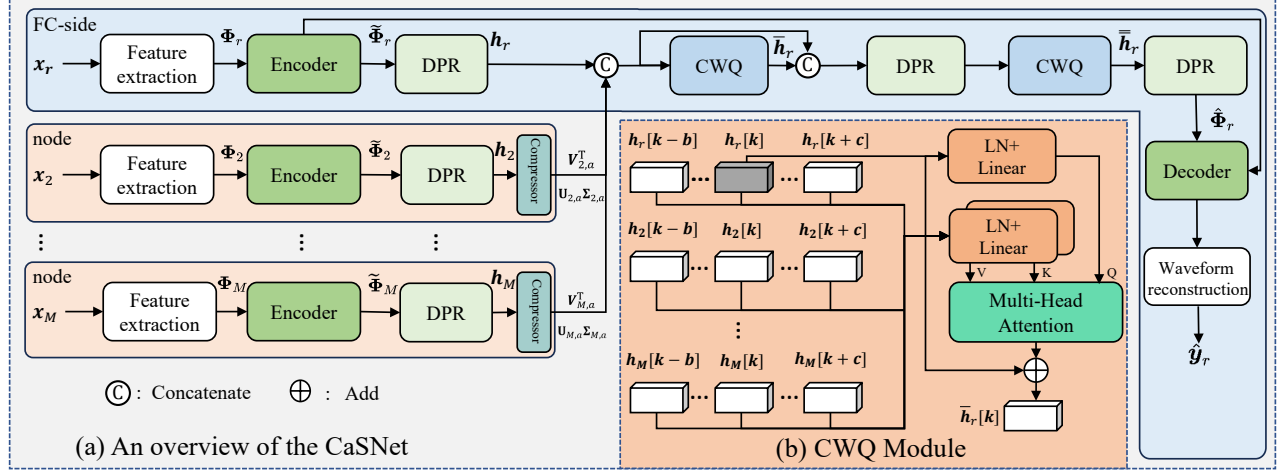 FC-side
x_r
Feature
extraction
Φ_r
Encoder
Φ̃_r
DPR
h_r
C
CWQ
h̄_r
C
DPR
CWQ
h̿_r
DPR
Φ̂_r
Decoder
Waveform
reconstruction
ŷ_r
node
x_2
Feature
extraction
Φ_2
Encoder
Φ̃_2
DPR
h_2
Compressor
V^T_{2,a}
U_{2,a}Σ_{2,a}
node
x_M
Feature
extraction
Φ_M
Encoder
Φ̃_M
DPR
h_M
Compressor
V^T_{M,a}
U_{M,a}Σ_{M,a}
C : Concatenate ⊕ : Add
(a) An overview of the CaSNet
h_r[k − b] h_r[k] h_r[k + c]
h_2[k − b] h_2[k] h_2[k + c]
h_M[k − b] h_M[k] h_M[k + c]
LN+
Linear
LN+
Linear
V K Q
Multi-Head
Attention
h̄_r[k]
(b) CWQ Module